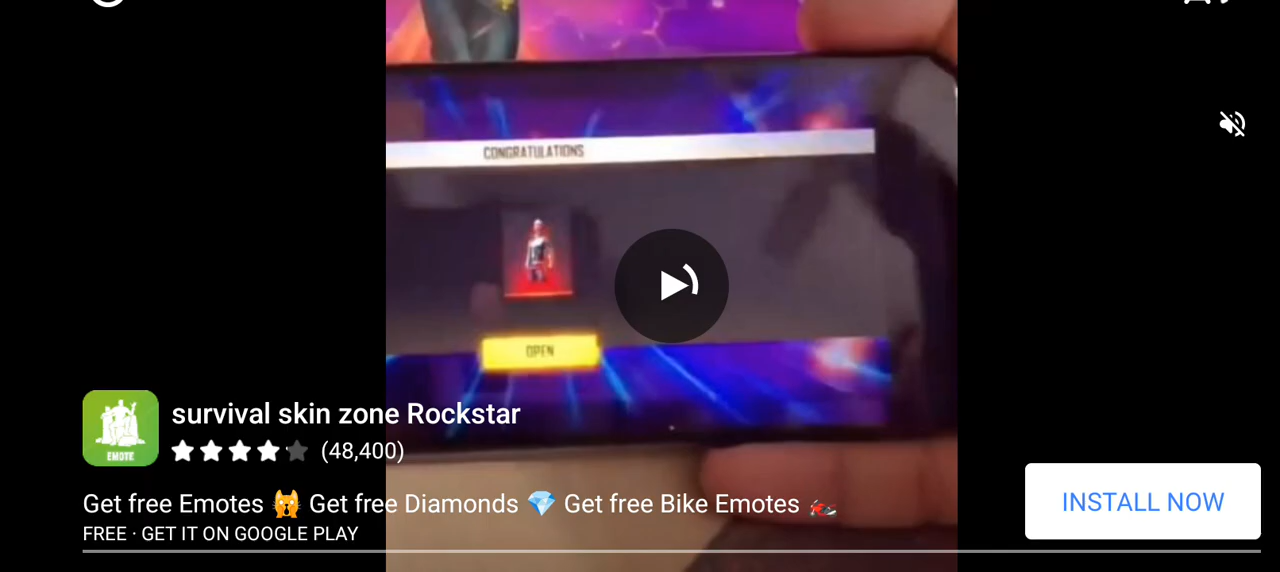 CONGRATULATIONS
OPEN
EMOTE
survival skin zone Rockstar
(48,400)
Get free Emotes 🙀 Get free Diamonds 💎 Get free Bike Emotes 🏍️
FREE · GET IT ON GOOGLE PLAY
INSTALL NOW